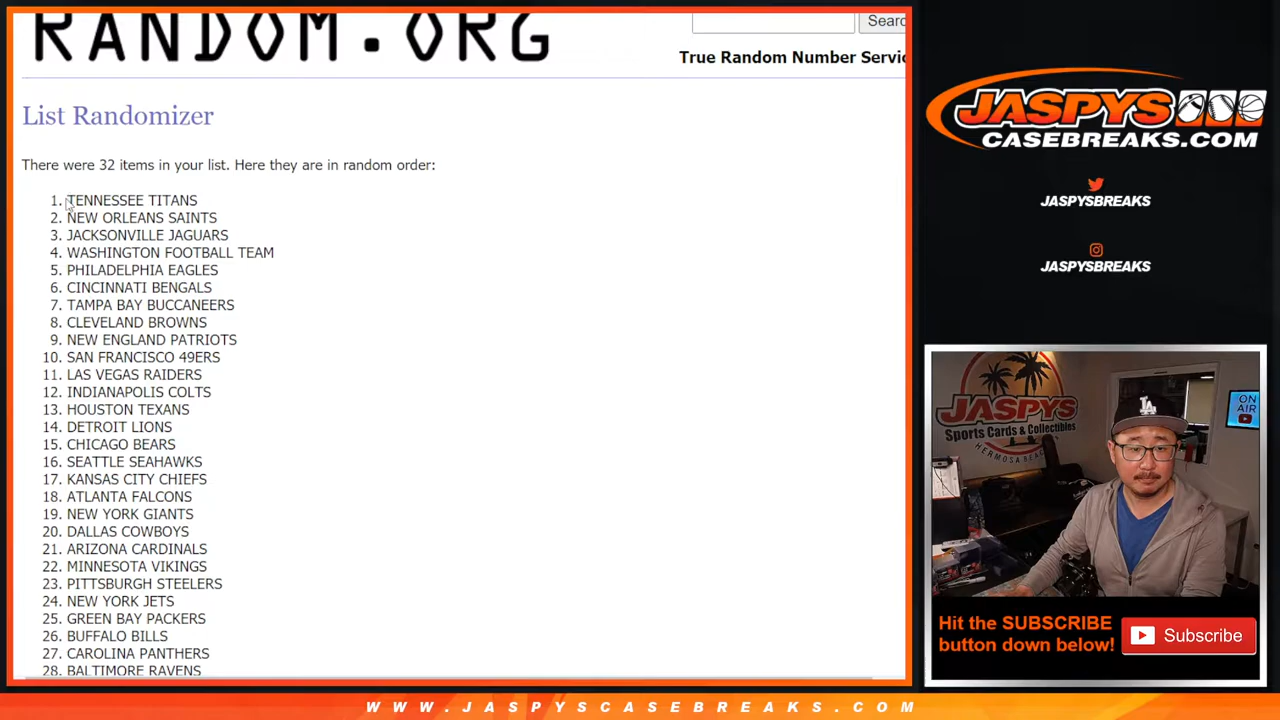 RANDOM.ORG
Searc
True Random Number Servic
List Randomizer
There were 32 items in your list. Here they are in random order:
1. TENNESSEE TITANS
2. NEW ORLEANS SAINTS
3. JACKSONVILLE JAGUARS
4. WASHINGTON FOOTBALL TEAM
5. PHILADELPHIA EAGLES
6. CINCINNATI BENGALS
7. TAMPA BAY BUCCANEERS
8. CLEVELAND BROWNS
9. NEW ENGLAND PATRIOTS
10. SAN FRANCISCO 49ERS
11. LAS VEGAS RAIDERS
12. INDIANAPOLIS COLTS
13. HOUSTON TEXANS
14. DETROIT LIONS
15. CHICAGO BEARS
16. SEATTLE SEAHAWKS
17. KANSAS CITY CHIEFS
18. ATLANTA FALCONS
19. NEW YORK GIANTS
20. DALLAS COWBOYS
21. ARIZONA CARDINALS
22. MINNESOTA VIKINGS
23. PITTSBURGH STEELERS
24. NEW YORK JETS
25. GREEN BAY PACKERS
26. BUFFALO BILLS
27. CAROLINA PANTHERS
28. BALTIMORE RAVENS
JASPYS
CASEBREAKS.COM
JASPYSBREAKS
JASPYSBREAKS
JASPYS
Sports Cards & Collectibles
HERMOSA BEACH
ON
AIR
LA
Hit the SUBSCRIBE
button down below!
Subscribe
WWW.JASPYSCASEBREAKS.COM